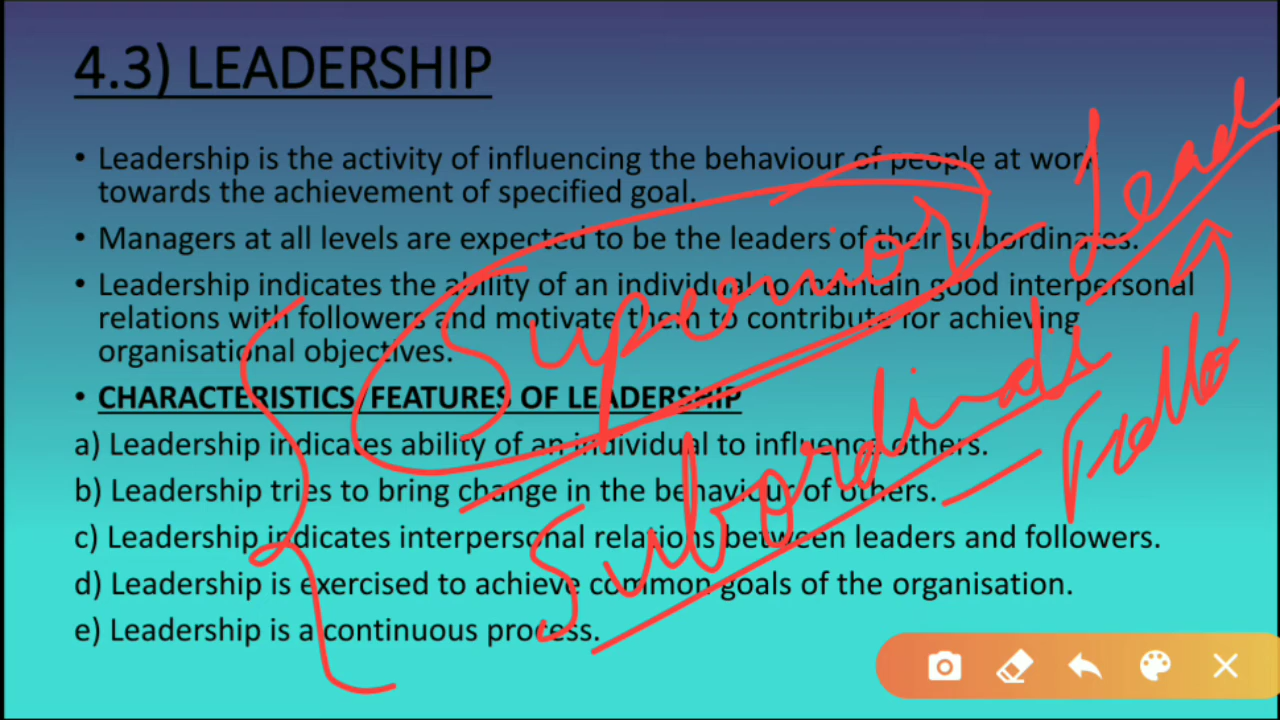 4.3) LEADERSHIP
• Leadership is the activity of influencing the behaviour of people at work
towards the achievement of specified goal.
• Managers at all levels are expected to be the leaders of their subordinates.
• Leadership indicates the ability of an individual to maintain good interpersonal
relations with followers and motivate them to contribute for achieving
organisational objectives.
• CHARACTERISTICS/FEATURES OF LEADERSHIP
a) Leadership indicates ability of an individual to influence others.
b) Leadership tries to bring change in the behaviour of others.
c) Leadership indicates interpersonal relations between leaders and followers.
d) Leadership is exercised to achieve common goals of the organisation.
e) Leadership is a continuous process.
Lead
Follo